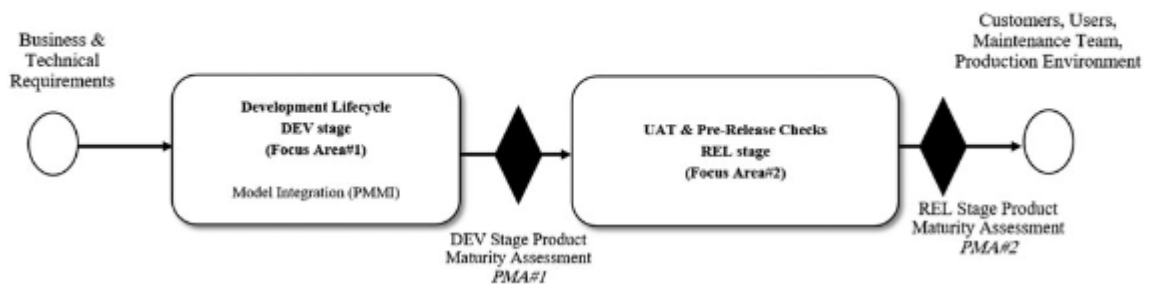 Business &
Technical
Requirements
Development Lifecycle
DEV stage
(Focus Area#1)
Model Integration (PMMI)
DEV Stage Product
Maturity Assessment
PMA#1
UAT & Pre-Release Checks
REL stage
(Focus Area#2)
REL Stage Product
Maturity Assessment
PMA#2
Customers, Users,
Maintenance Team,
Production Environment